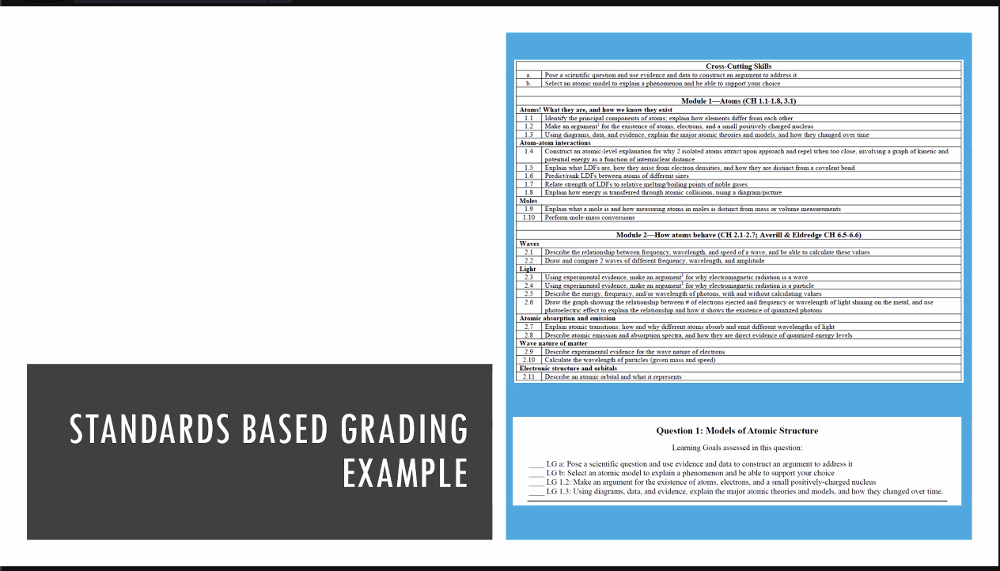 STANDARDS BASED GRADING
EXAMPLE
Cross-Cutting Skills
a. Pose a scientific question and use evidence and data to construct an argument to address it
b. Select an atomic model to explain a phenomenon and be able to support your choice
Module 1—Atoms (CH 1.1-1.8, 3.1)
Atoms! What they are, and how we know they exist
1.1 Identify the principal components of atoms; explain how elements differ from each other
1.2 Make an argument¹ for the existence of atoms, electrons, and a small positively charged nucleus
1.3 Using diagrams, data, and evidence, explain the major atomic theories and models, and how they changed over time
Atom-atom interactions
1.4 Construct an atomic-level explanation for why 2 isolated atoms attract upon approach and repel when too close, involving a graph of kinetic and
potential energy as a function of internuclear distance
1.5 Explain what LDFs are, how they arise from electron densities, and how they are distinct from a covalent bond
1.6 Predict/rank LDFs between atoms of different sizes
1.7 Relate strength of LDFs to relative melting/boiling points of noble gases
1.8 Explain how energy is transferred through atomic collisions, using a diagram/picture
Moles
1.9 Explain what a mole is and how measuring atoms in moles is distinct from mass or volume measurements
1.10 Perform mole-mass conversions
Module 2—How atoms behave (CH 2.1-2.7; Averill & Eldredge CH 6.5-6.6)
Waves
2.1 Describe the relationship between frequency, wavelength, and speed of a wave, and be able to calculate these values
2.2 Draw and compare 2 waves of different frequency, wavelength, and amplitude
Light
2.3 Using experimental evidence, make an argument¹ for why electromagnetic radiation is a wave
2.4 Using experimental evidence, make an argument¹ for why electromagnetic radiation is a particle
2.5 Describe the energy, frequency, and/or wavelength of photons, with and without calculating values
2.6 Draw the graph showing the relationship between # of electrons ejected and frequency or wavelength of light shining on the metal, and use
photoelectric effect to explain the relationship and how it shows the existence of quantized photons
Atomic absorption and emission
2.7 Explain atomic transitions: how and why different atoms absorb and emit different wavelengths of light
2.8 Describe atomic emission and absorption spectra, and how they are direct evidence of quantized energy levels
Wave nature of matter
2.9 Describe experimental evidence for the wave nature of electrons
2.10 Calculate the wavelength of particles (given mass and speed)
Electronic structure and orbitals
2.11 Describe an atomic orbital and what it represents
Question 1: Models of Atomic Structure
Learning Goals assessed in this question:
____ LG a: Pose a scientific question and use evidence and data to construct an argument to address it
____ LG b: Select an atomic model to explain a phenomenon and be able to support your choice
____ LG 1.2: Make an argument for the existence of atoms, electrons, and a small positively-charged nucleus
____ LG 1.3: Using diagrams, data, and evidence, explain the major atomic theories and models, and how they changed over time.